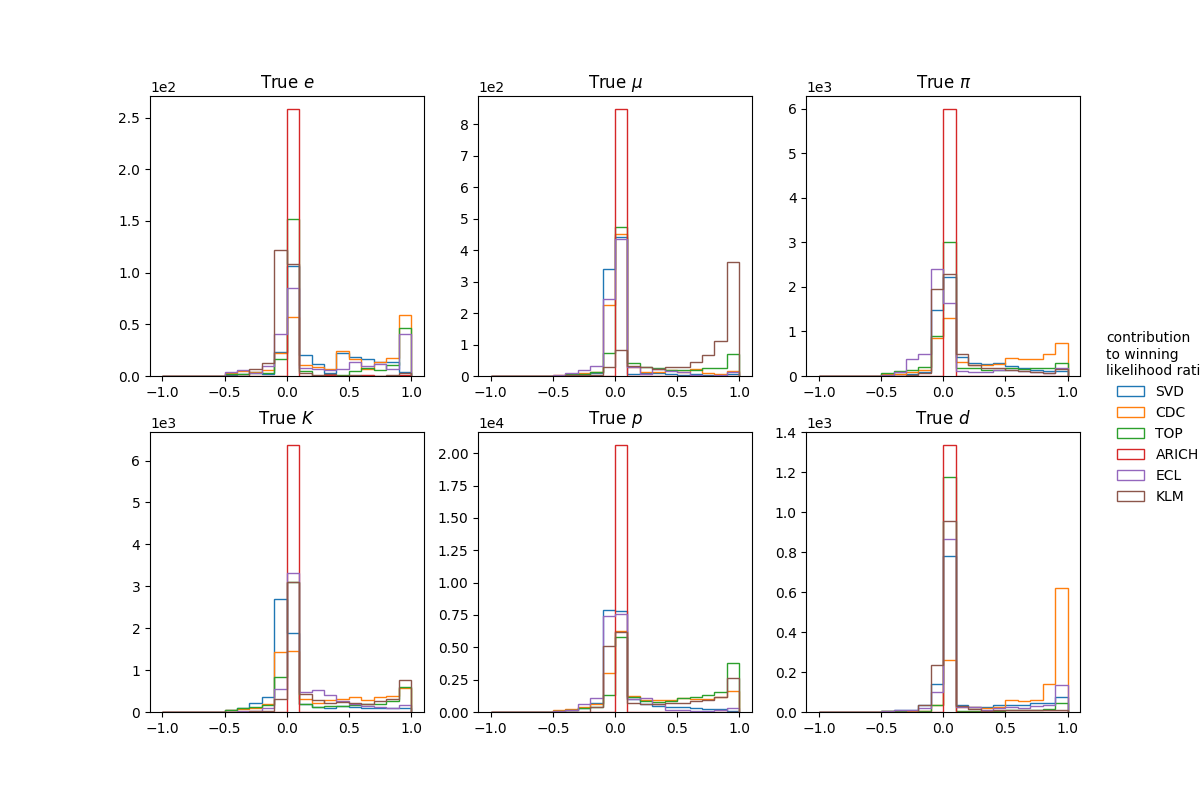 True e
1e2
2.5
2.0
1.5
1.0
0.5
0.0
−1.0 −0.5 0.0 0.5 1.0
True μ
1e2
8
7
6
5
4
3
2
1
0
−1.0 −0.5 0.0 0.5 1.0
True π
1e3
6
5
4
3
2
1
0
−1.0 −0.5 0.0 0.5 1.0
True K
1e3
6
5
4
3
2
1
0
−1.0 −0.5 0.0 0.5 1.0
True p
1e4
2.00
1.75
1.50
1.25
1.00
0.75
0.50
0.25
0.00
−1.0 −0.5 0.0 0.5 1.0
True d
1e3
1.4
1.2
1.0
0.8
0.6
0.4
0.2
0.0
−1.0 −0.5 0.0 0.5 1.0
contribution
to winning
likelihood rati
SVD
CDC
TOP
ARICH
ECL
KLM